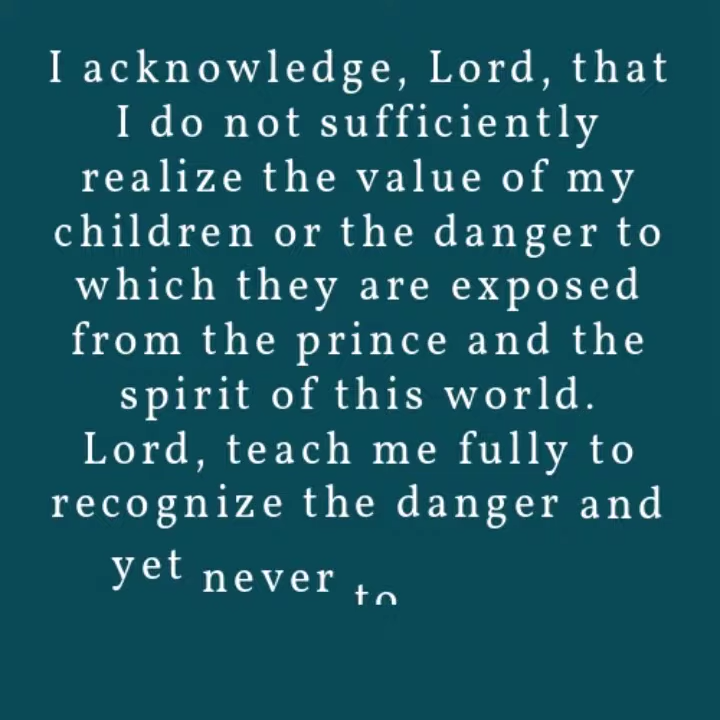 I acknowledge, Lord, that
I do not sufficiently
realize the value of my
children or the danger to
which they are exposed
from the prince and the
spirit of this world.
Lord, teach me fully to
recognize the danger and
yet never to